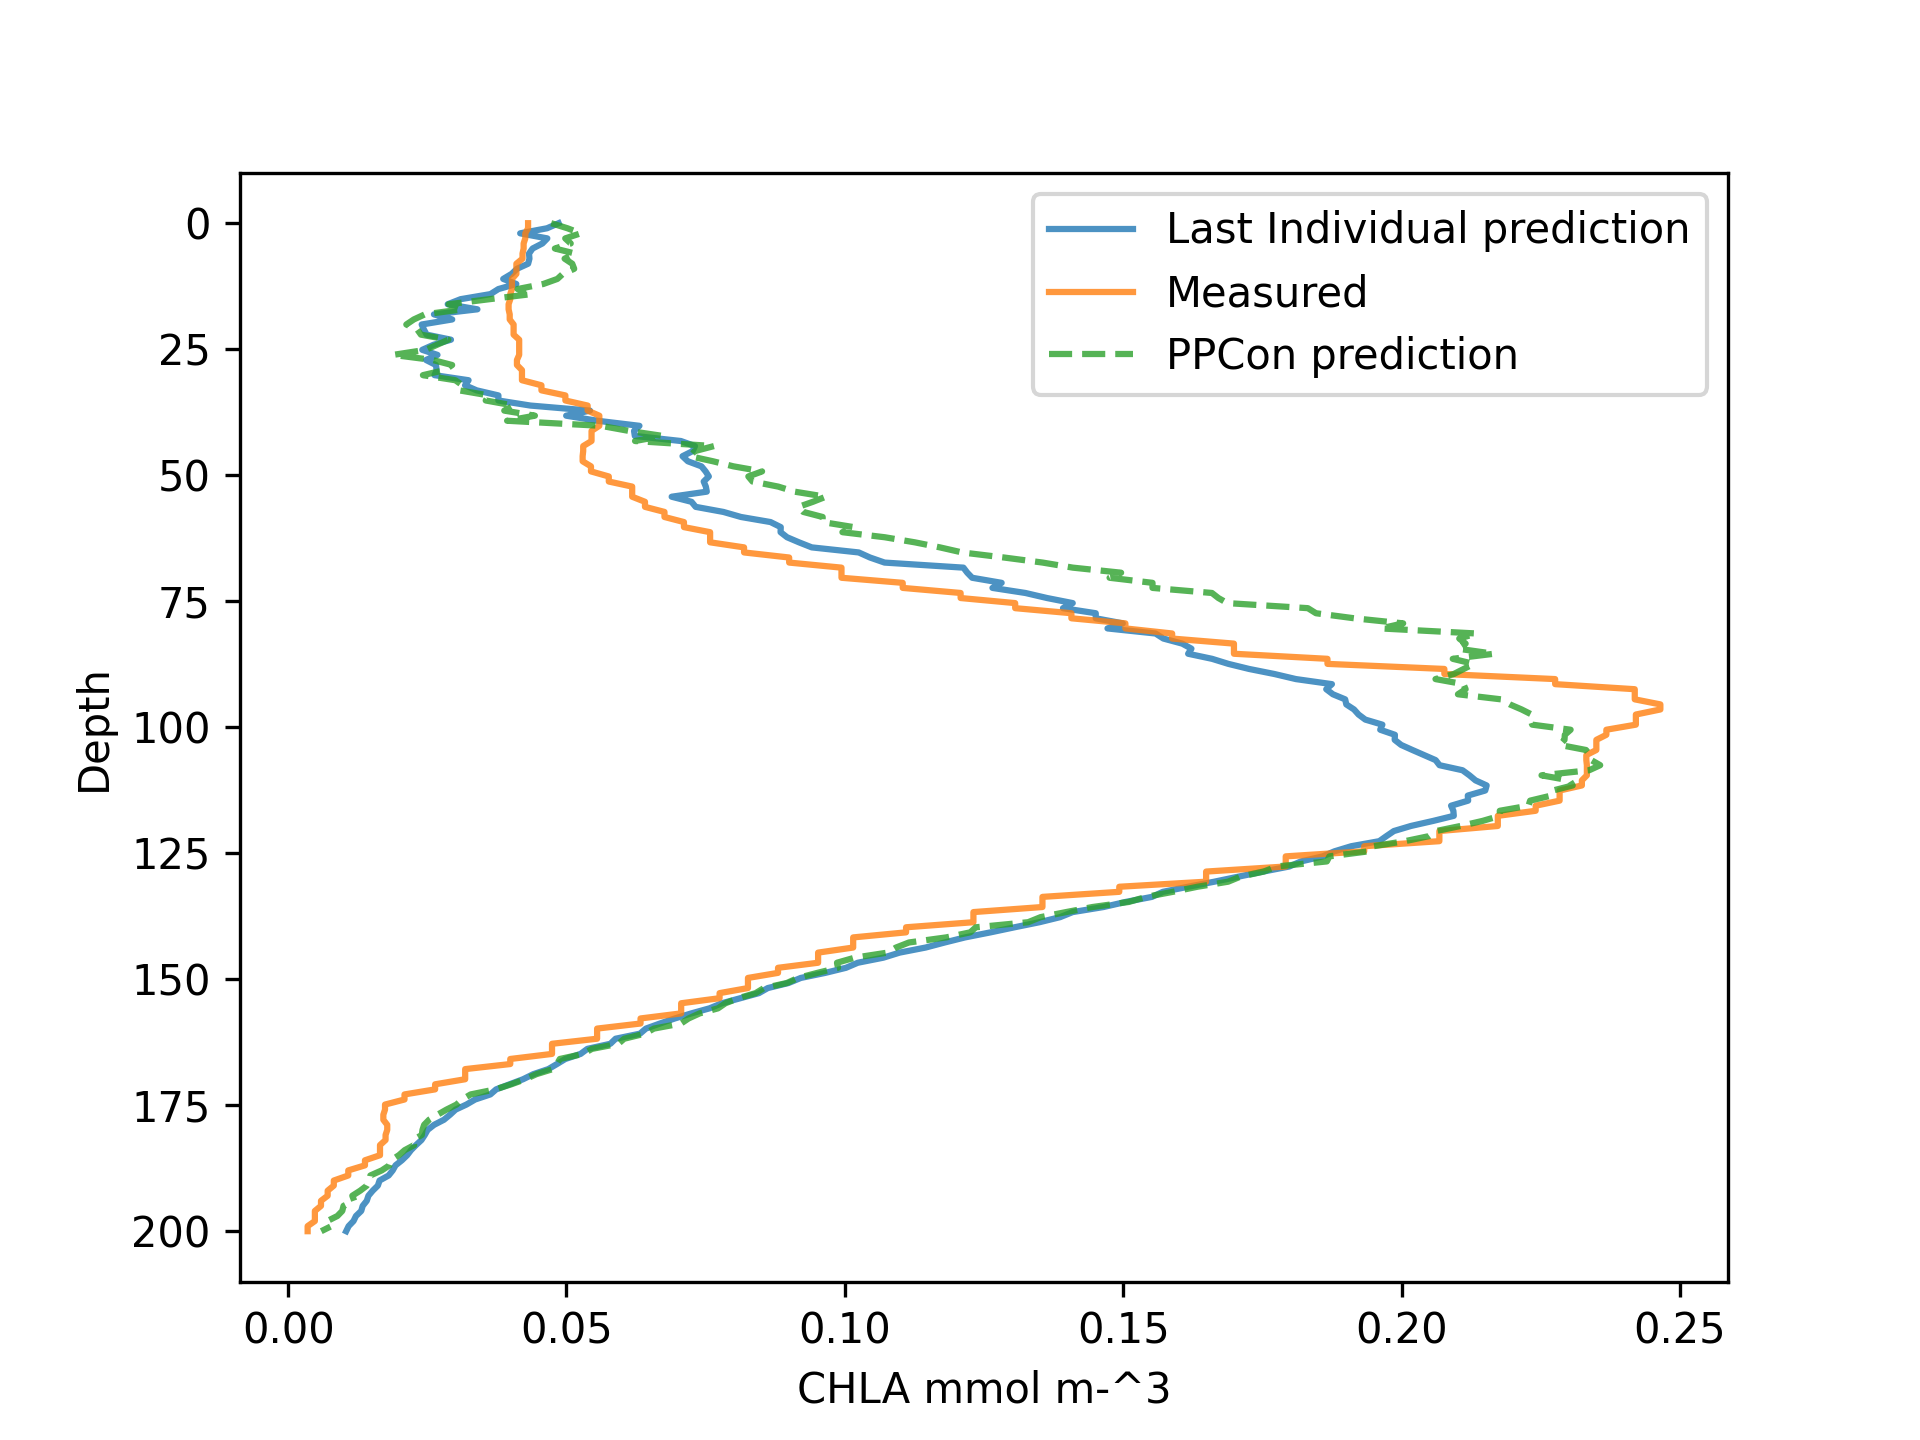 Last Individual prediction
Measured
PPCon prediction
0
25
50
75
100
125
150
175
200
Depth
0.00 0.05 0.10 0.15 0.20 0.25
CHLA mmol m-^3